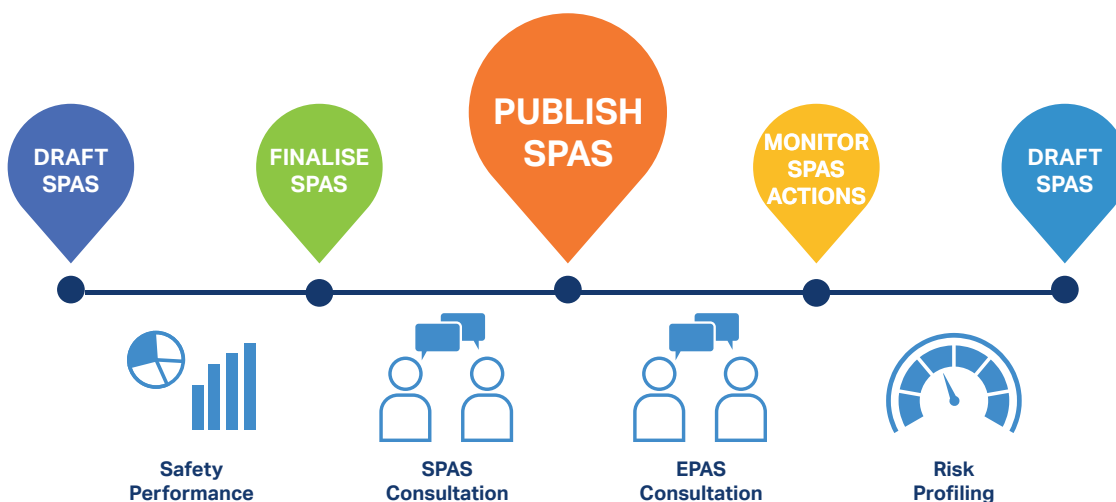 DRAFT
SPAS
FINALISE
SPAS
PUBLISH
SPAS
MONITOR
SPAS
ACTIONS
DRAFT
SPAS
Safety
Performance
SPAS
Consultation
EPAS
Consultation
Risk
Profiling